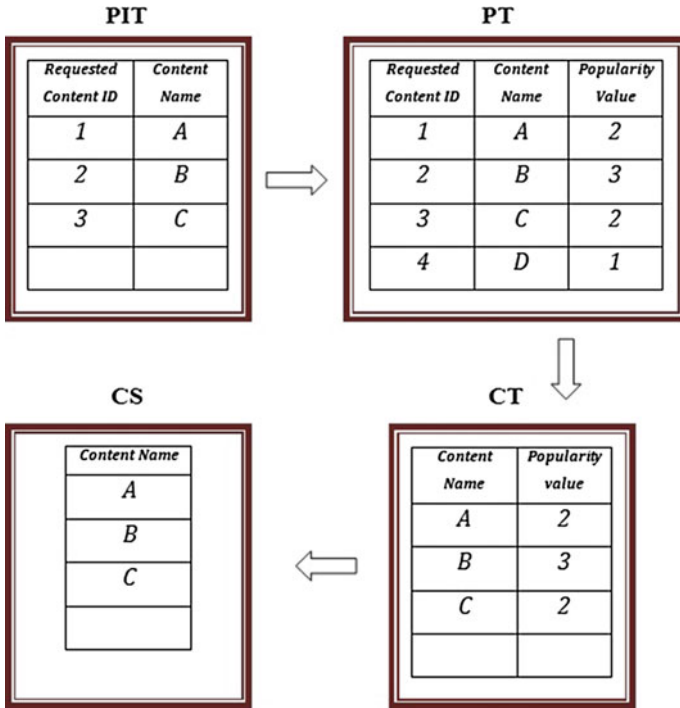 PIT
Requested Content ID Content Name
1 A
2 B
3 C
PT
Requested Content ID Content Name Popularity Value
1 A 2
2 B 3
3 C 2
4 D 1
CS
Content Name
A
B
C
CT
Content Name Popularity value
A 2
B 3
C 2